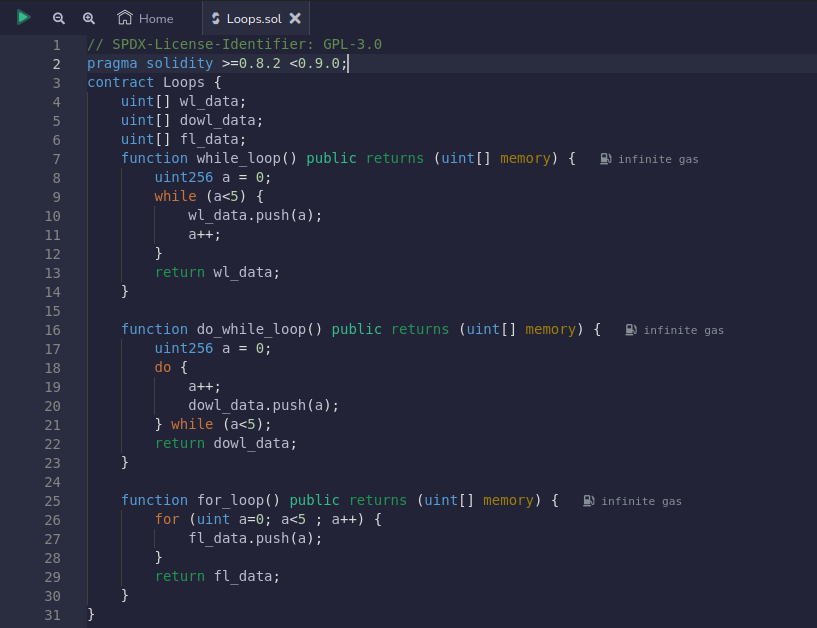 Home Loops.sol
1 // SPDX-License-Identifier: GPL-3.0
2 pragma solidity >=0.8.2 <0.9.0;
3 contract Loops {
4 uint[] wl_data;
5 uint[] dowl_data;
6 uint[] fl_data;
7 function while_loop() public returns (uint[] memory) { infinite gas
8 uint256 a = 0;
9 while (a<5) {
10 wl_data.push(a);
11 a++;
12 }
13 return wl_data;
14 }
15
16 function do_while_loop() public returns (uint[] memory) { infinite gas
17 uint256 a = 0;
18 do {
19 a++;
20 dowl_data.push(a);
21 } while (a<5);
22 return dowl_data;
23 }
24
25 function for_loop() public returns (uint[] memory) { infinite gas
26 for (uint a=0; a<5 ; a++) {
27 fl_data.push(a);
28 }
29 return fl_data;
30 }
31 }